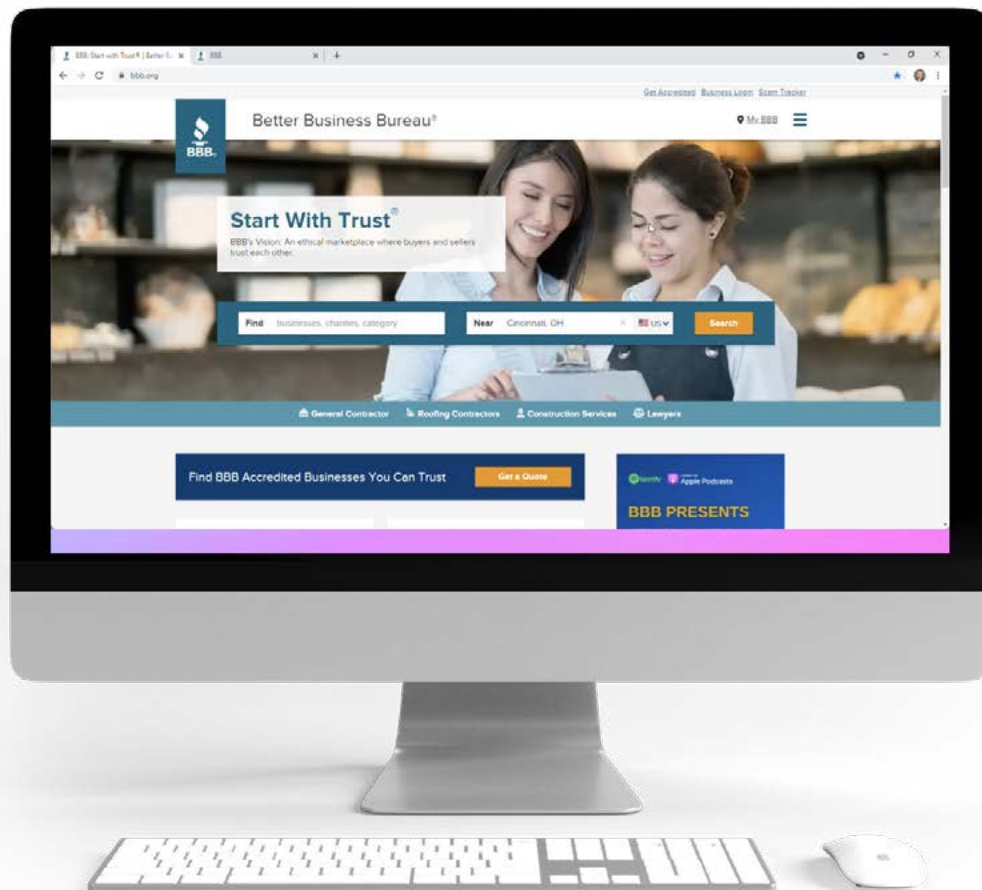 BBB: Start with Trust® | Better B
BBB
bbb.org
Get Accredited Business Login Scam Tracker
BBB.
Better Business Bureau®
My BBB
Start With Trust®
BBB's Vision: An ethical marketplace where buyers and sellers
trust each other.
Find businesses, charities, category
Near Cincinnati, OH
US
Search
General Contractor Roofing Contractors Construction Services Lawyers
Find BBB Accredited Businesses You Can Trust
Get a Quote
Spotify Apple Podcasts
BBB PRESENTS